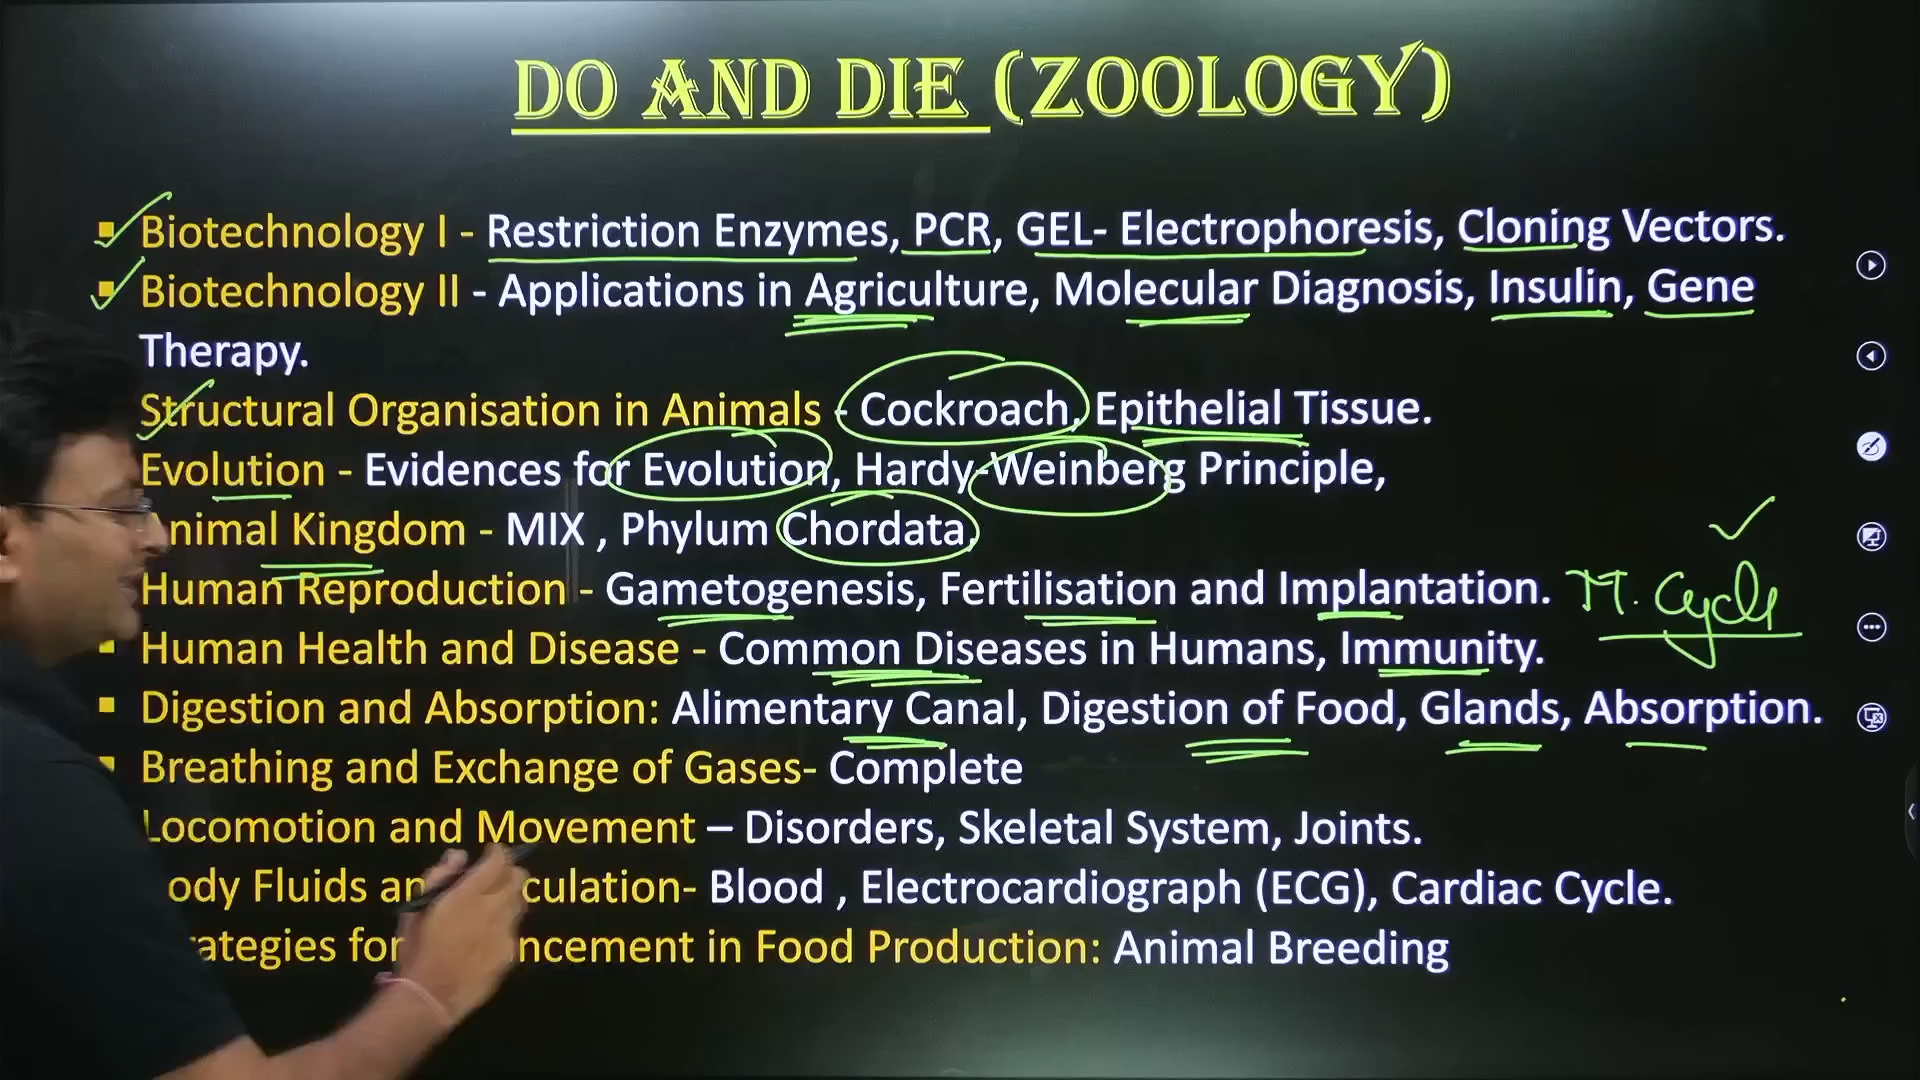 DO AND DIE (ZOOLOGY)
Biotechnology I - Restriction Enzymes, PCR, GEL- Electrophoresis, Cloning Vectors.
Biotechnology II - Applications in Agriculture, Molecular Diagnosis, Insulin, Gene
Therapy.
Structural Organisation in Animals - Cockroach, Epithelial Tissue.
Evolution - Evidences for Evolution, Hardy-Weinberg Principle,
Animal Kingdom - MIX , Phylum Chordata,
Human Reproduction - Gametogenesis, Fertilisation and Implantation. M. Cycle
Human Health and Disease - Common Diseases in Humans, Immunity.
Digestion and Absorption: Alimentary Canal, Digestion of Food, Glands, Absorption.
Breathing and Exchange of Gases- Complete
Locomotion and Movement – Disorders, Skeletal System, Joints.
ody Fluids an culation- Blood , Electrocardiograph (ECG), Cardiac Cycle.
rategies for ncement in Food Production: Animal Breeding